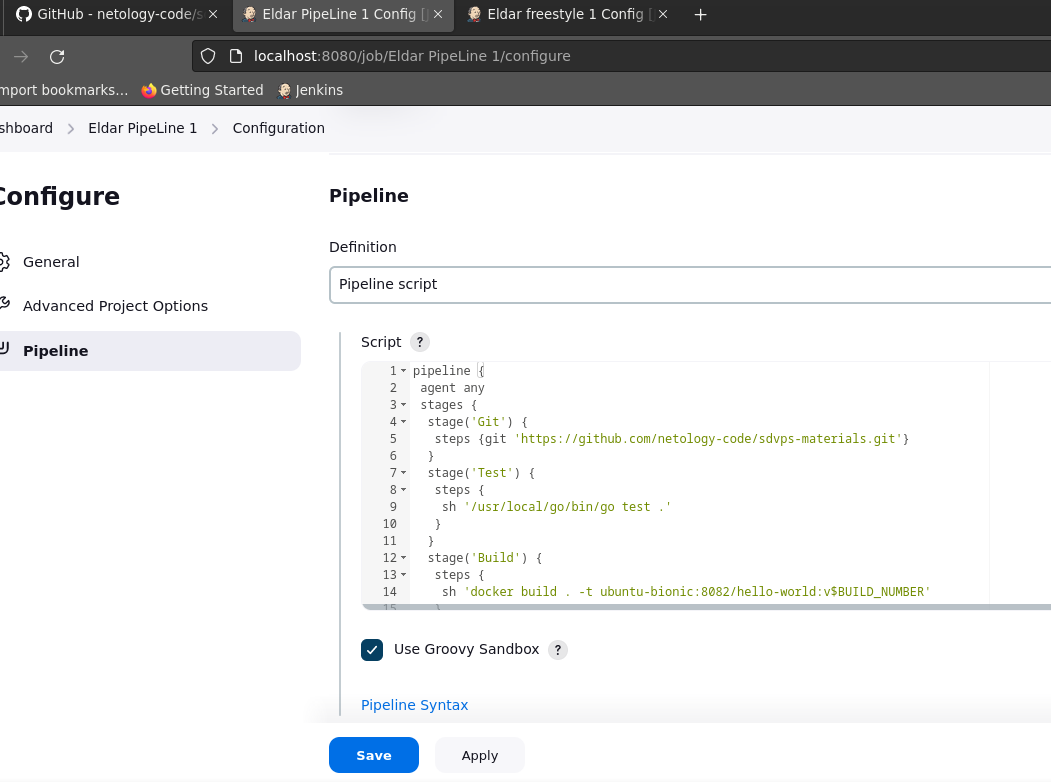 GitHub - netology-code/s
Eldar PipeLine 1 Config [
Eldar freestyle 1 Config [
localhost:8080/job/Eldar PipeLine 1/configure
mport bookmarks...
Getting Started
Jenkins
shboard
Eldar PipeLine 1
Configuration
Configure
General
Advanced Project Options
Pipeline
Pipeline
Definition
Pipeline script
Script ?
1 pipeline {
2 agent any
3 stages {
4 stage('Git') {
5 steps {git 'https://github.com/netology-code/sdvps-materials.git'}
6 }
7 stage('Test') {
8 steps {
9 sh '/usr/local/go/bin/go test .'
10 }
11 }
12 stage('Build') {
13 steps {
14 sh 'docker build . -t ubuntu-bionic:8082/hello-world:v$BUILD_NUMBER'
15 }
Use Groovy Sandbox ?
Pipeline Syntax
Save
Apply